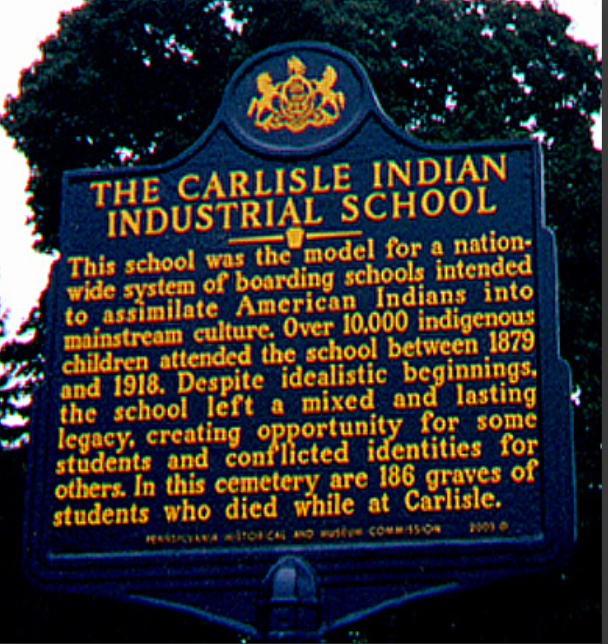 THE CARLISLE INDIAN
INDUSTRIAL SCHOOL
This school was the model for a nation-
wide system of boarding schools intended
to assimilate American Indians into
mainstream culture. Over 10,000 indigenous
children attended the school between 1879
and 1918. Despite idealistic beginnings,
the school left a mixed and lasting
legacy, creating opportunity for some
students and conflicted identities for
others. In this cemetery are 186 graves of
students who died while at Carlisle.
PENNSYLVANIA HISTORICAL AND MUSEUM COMMISSION 2003 ©